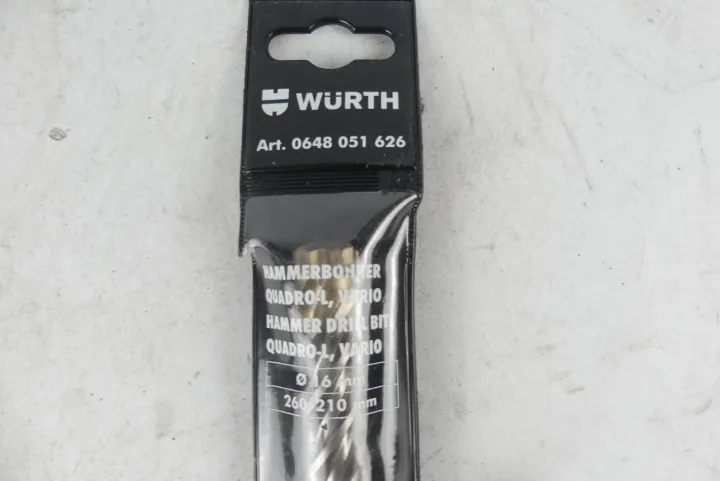 WÜRTH
Art. 0648 051 626
HAMMERBOHRER
QUADRO-L, VARIO
HAMMER DRILL BIT
QUADRO-L, VARIO
Ø 16 mm
260-210 mm